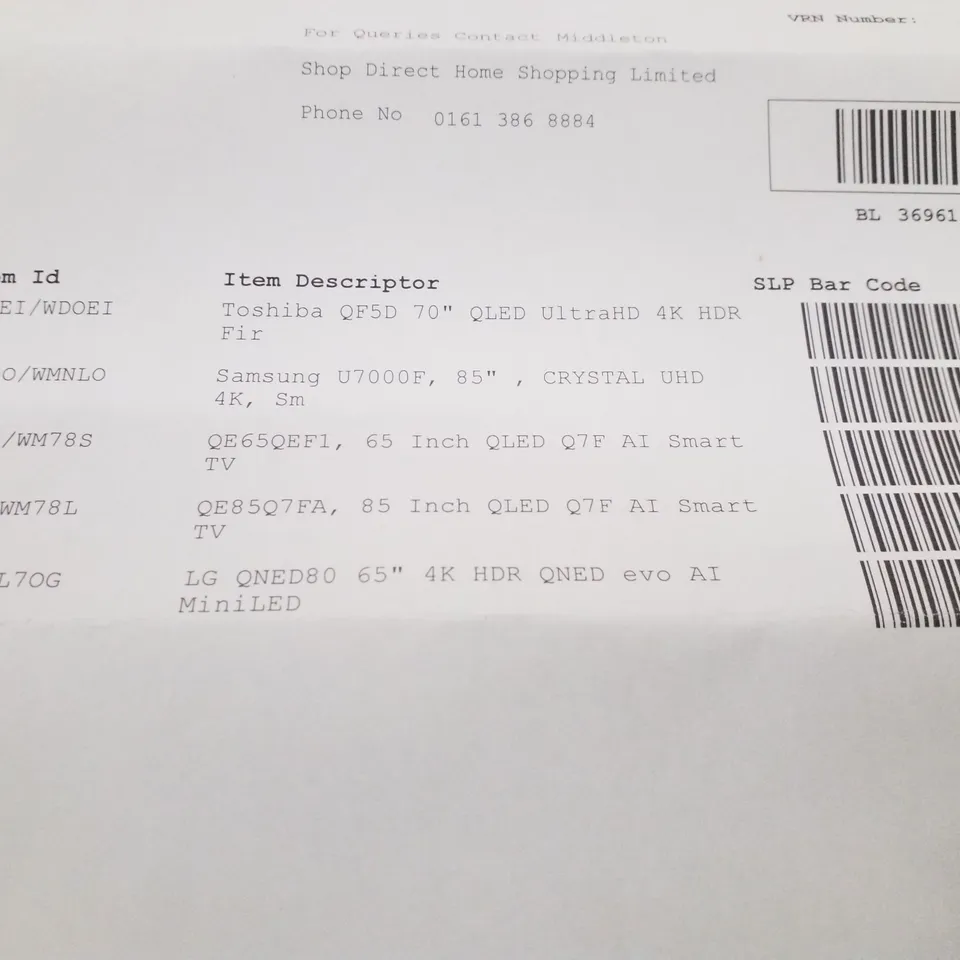 VRN Number:
For Queries Contact Middleton
Shop Direct Home Shopping Limited
Phone No 0161 386 8884
BL 36961
m Id Item Descriptor SLP Bar Code
EI/WDOEI Toshiba QF5D 70" QLED UltraHD 4K HDR
Fir
O/WMNLO Samsung U7000F, 85" , CRYSTAL UHD
4K, Sm
/WM78S QE65QEF1, 65 Inch QLED Q7F AI Smart
TV
WM78L QE85Q7FA, 85 Inch QLED Q7F AI Smart
TV
L7OG LG QNED80 65" 4K HDR QNED evo AI
MiniLED